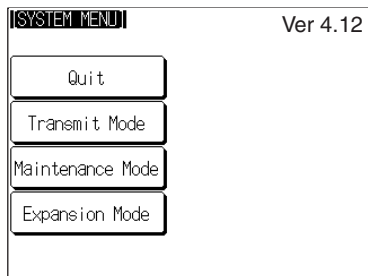 [SYSTEM MENU]
Ver 4.12
Quit
Transmit Mode
Maintenance Mode
Expansion Mode